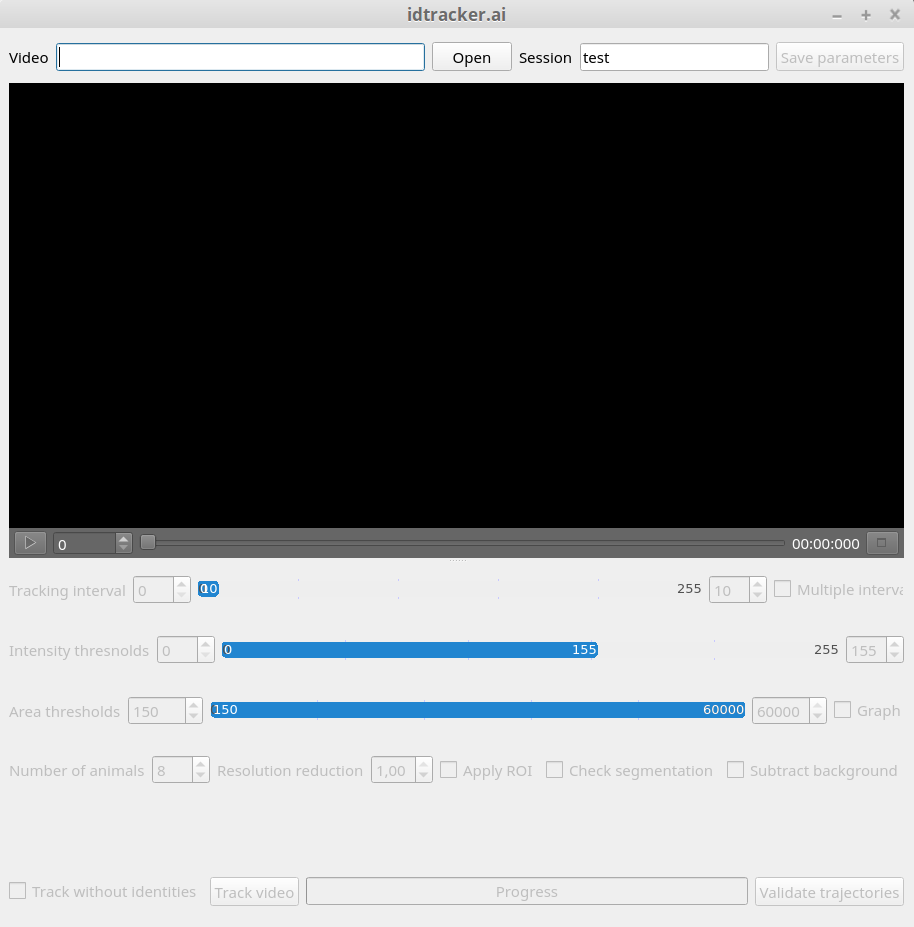 idtracker.ai
Video Open Session test Save parameters
0 00:00:000
Tracking interval 0 0 10 255 10 Multiple interva
Intensity thresnolds 0 0 155 255 155
Area thresholds 150 150 60000 60000 Graph
Number of animals 8 Resolution reduction 1,00 Apply ROI Check segmentation Subtract background
Track without identities Track video Progress Validate trajectories